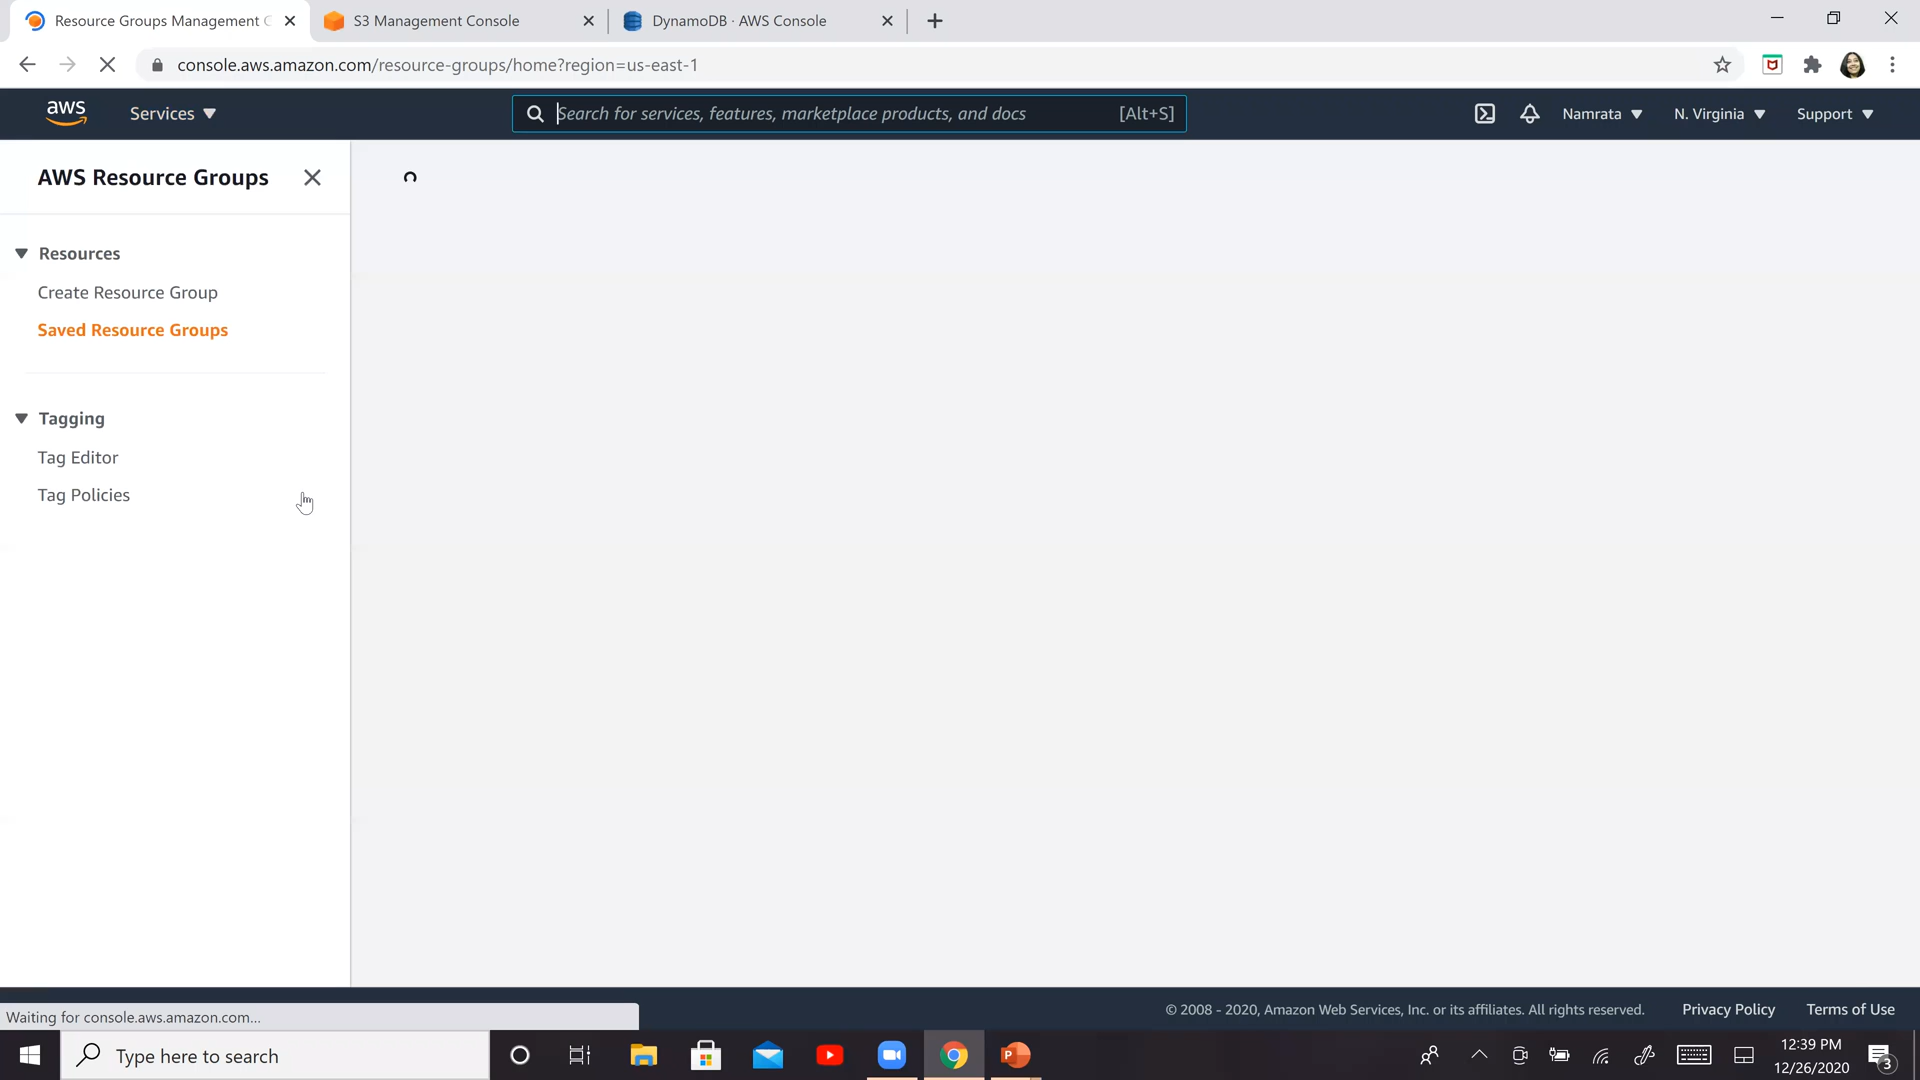 Resource Groups Management C
S3 Management Console
DynamoDB · AWS Console
console.aws.amazon.com/resource-groups/home?region=us-east-1
aws
Services
Search for services, features, marketplace products, and docs
[Alt+S]
Namrata
N. Virginia
Support
AWS Resource Groups
Resources
Create Resource Group
Saved Resource Groups
Tagging
Tag Editor
Tag Policies
Waiting for console.aws.amazon.com...
© 2008 - 2020, Amazon Web Services, Inc. or its affiliates. All rights reserved.
Privacy Policy
Terms of Use
Type here to search
P
12:39 PM
12/26/2020
3